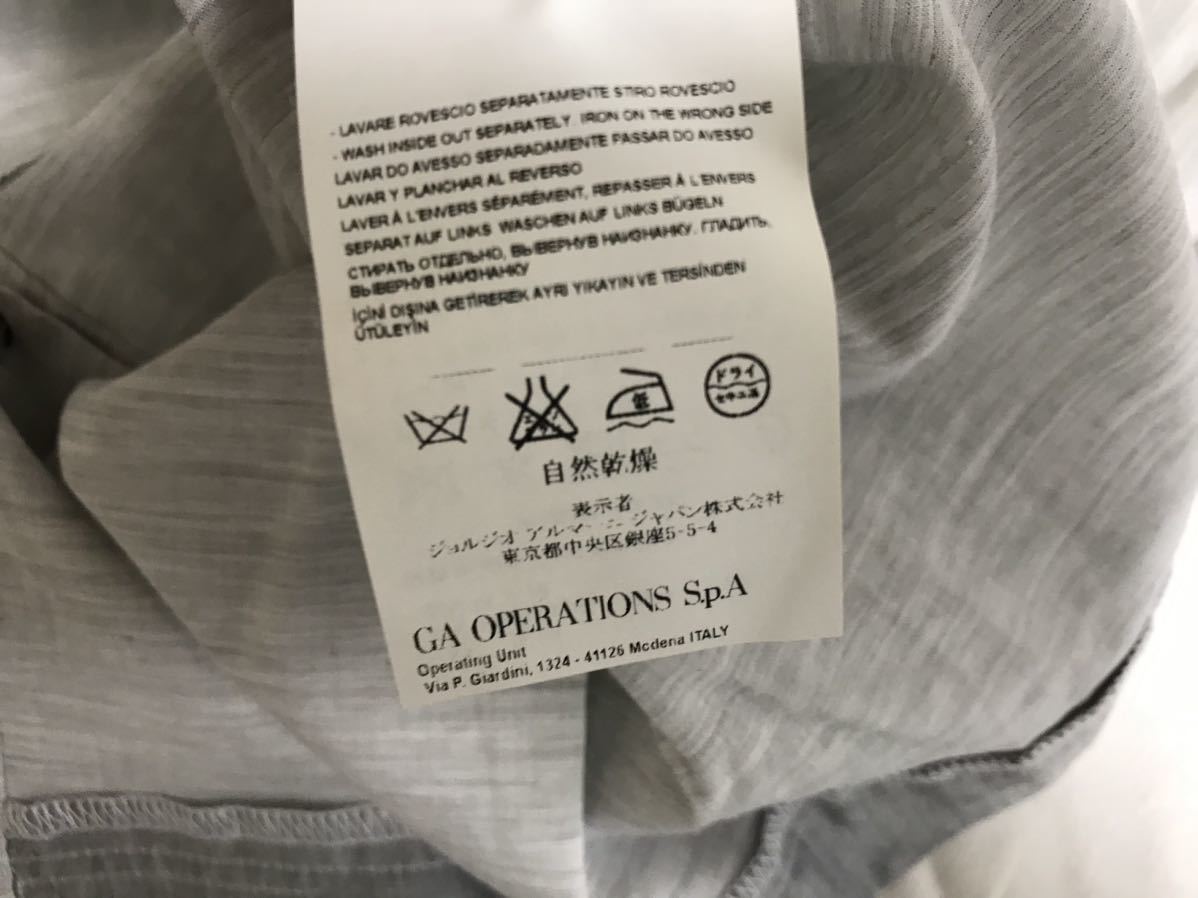 - LAVARE ROVESCIO SEPARATAMENTE STIRO ROVESCIO
- WASH INSIDE OUT SEPARATELY. IRON ON THE WRONG SIDE
LAVAR DO AVESSO SEPARADAMENTE PASSAR DO AVESSO
LAVAR Y PLANCHAR AL REVERSO
LAVER À L'ENVERS SÉPARÉMENT, REPASSER À L'ENVERS
SEPARAT AUF LINKS WASCHEN AUF LINKS BÜGELN
СТИРАТЬ ОТДЕЛЬНО, ВЫВЕРНУВ НАИЗНАНКУ. ГЛАДИТЬ,
ВЫВЕРНУВ НАИЗНАНКУ
İÇİNİ DIŞINA GETİREREK AYRI YIKAYIN VE TERSİNDEN
ÜTÜLEYİN
低
ドライ
セキユ系
自然乾燥
表示者
ジョルジオ アルマーニ ジャパン株式会社
東京都中央区銀座5-5-4
GA OPERATIONS S.p.A
Operating Unit
Via P. Giardini, 1324 - 41126 Modena ITALY